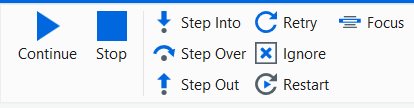 Continue
Stop
Step Into
Step Over
Step Out
Retry
Ignore
Restart
Focus